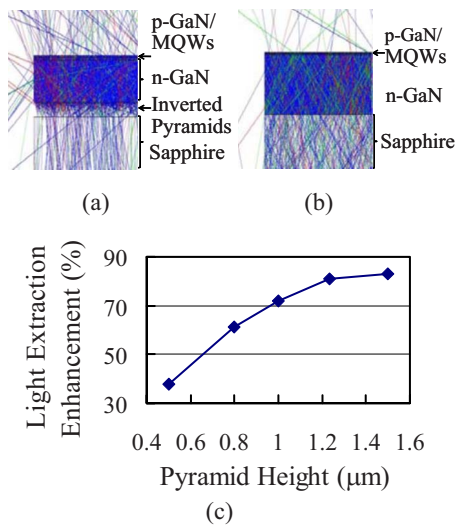 p-GaN/
MQWs
n-GaN
Inverted
Pyramids
Sapphire
(a)
p-GaN/
MQWs
n-GaN
Sapphire
(b)
Light Extraction
Enhancement (%)
90
70
50
30
0.4 0.6 0.8 1 1.2 1.4 1.6
Pyramid Height (μm)
(c)